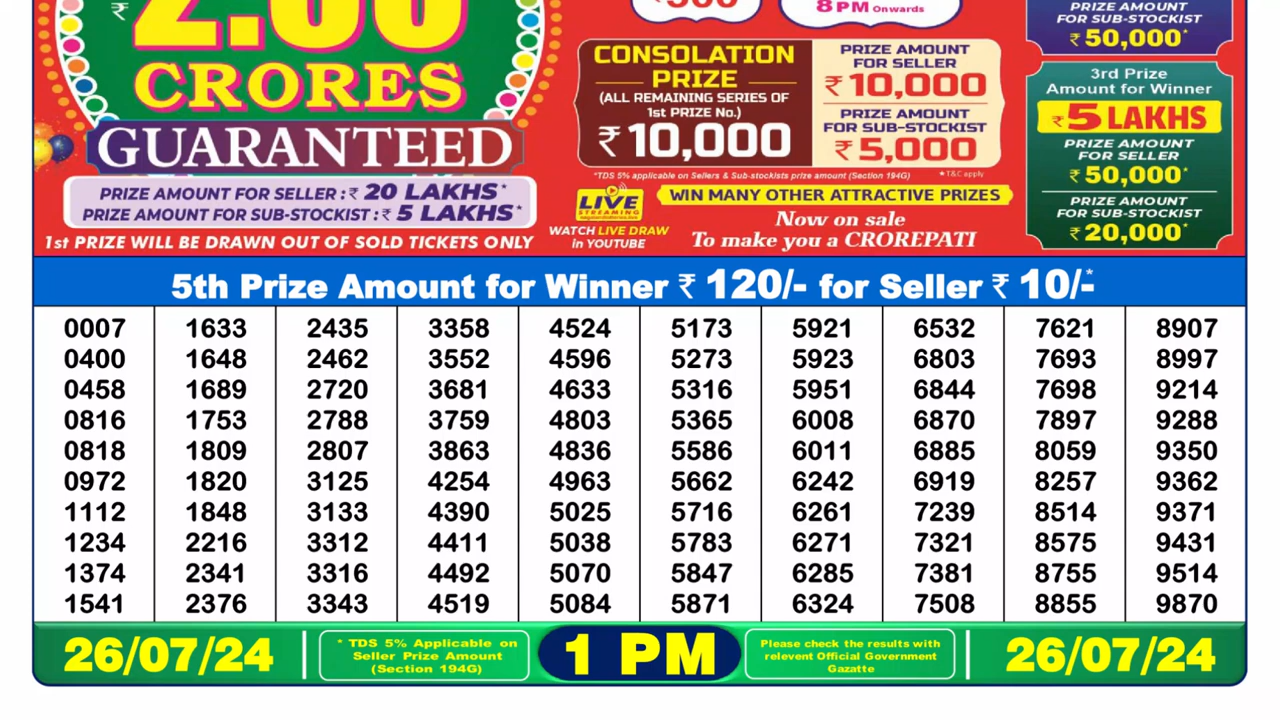 ₹ 2.00
CRORES
GUARANTEED
PRIZE AMOUNT FOR SELLER :₹ 20 LAKHS*
PRIZE AMOUNT FOR SUB-STOCKIST :₹ 5 LAKHS*
1st PRIZE WILL BE DRAWN OUT OF SOLD TICKETS ONLY
8 PM Onwards
CONSOLATION
PRIZE
(ALL REMAINING SERIES OF
1st PRIZE No.)
₹ 10,000
PRIZE AMOUNT
FOR SELLER
₹ 10,000
PRIZE AMOUNT
FOR SUB-STOCKIST
₹ 5,000
*TDS 5% applicable on Sellers & Sub-stockists prize amount (Section 194G)
★T&C apply
LIVE
STREAMING
WATCH LIVE DRAW
in YOUTUBE
WIN MANY OTHER ATTRACTIVE PRIZES
Now on sale
To make you a CROREPATI
PRIZE AMOUNT
FOR SUB-STOCKIST
₹ 50,000*
3rd Prize
Amount for Winner
₹ 5 LAKHS
PRIZE AMOUNT
FOR SELLER
₹ 50,000*
PRIZE AMOUNT
FOR SUB-STOCKIST
₹ 20,000*
5th Prize Amount for Winner ₹ 120/- for Seller ₹ 10/-*
0007 1633 2435 3358 4524 5173 5921 6532 7621 8907
0400 1648 2462 3552 4596 5273 5923 6803 7693 8997
0458 1689 2720 3681 4633 5316 5951 6844 7698 9214
0816 1753 2788 3759 4803 5365 6008 6870 7897 9288
0818 1809 2807 3863 4836 5586 6011 6885 8059 9350
0972 1820 3125 4254 4963 5662 6242 6919 8257 9362
1112 1848 3133 4390 5025 5716 6261 7239 8514 9371
1234 2216 3312 4411 5038 5783 6271 7321 8575 9431
1374 2341 3316 4492 5070 5847 6285 7381 8755 9514
1541 2376 3343 4519 5084 5871 6324 7508 8855 9870
26/07/24
* TDS 5% Applicable on
Seller Prize Amount
(Section 194G)
1 PM
Please check the results with
relevent Official Government
Gazatte
26/07/24